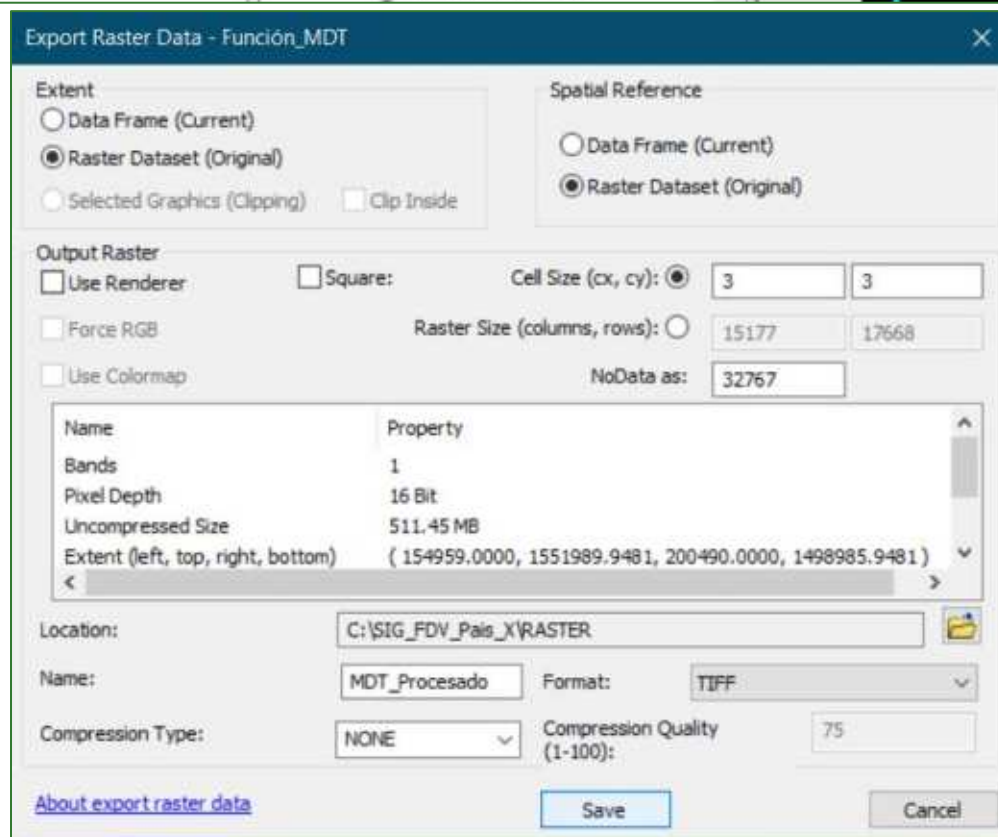 Export Raster Data - Función_MDT
Extent
Data Frame (Current)
Raster Dataset (Original)
Selected Graphics (Clipping) Clip Inside
Spatial Reference
Data Frame (Current)
Raster Dataset (Original)
Output Raster
Use Renderer Square: Cell Size (cx, cy): 3 3
Force RGB Raster Size (columns, rows): 15177 17668
Use Colormap NoData as: 32767
Name Property
Bands 1
Pixel Depth 16 Bit
Uncompressed Size 511.45 MB
Extent (left, top, right, bottom) ( 154959.0000, 1551989.9481, 200490.0000, 1498985.9481 )
Location: C:\SIG_FDV_Pais_X\RASTER
Name: MDT_Procesado Format: TIFF
Compression Type: NONE Compression Quality (1-100): 75
About export raster data Save Cancel